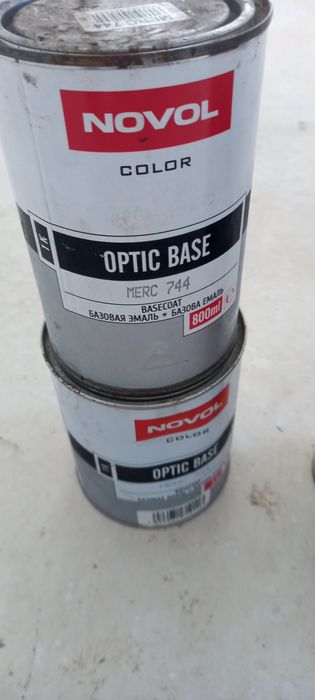 NOVOL
COLOR
OPTIC BASE
MERC 744
BASECOAT
БАЗОВАЯ ЭМАЛЬ * БАЗОВА ЕМАЛЬ
800ml e
NOVOL
COLOR
OPTIC BASE